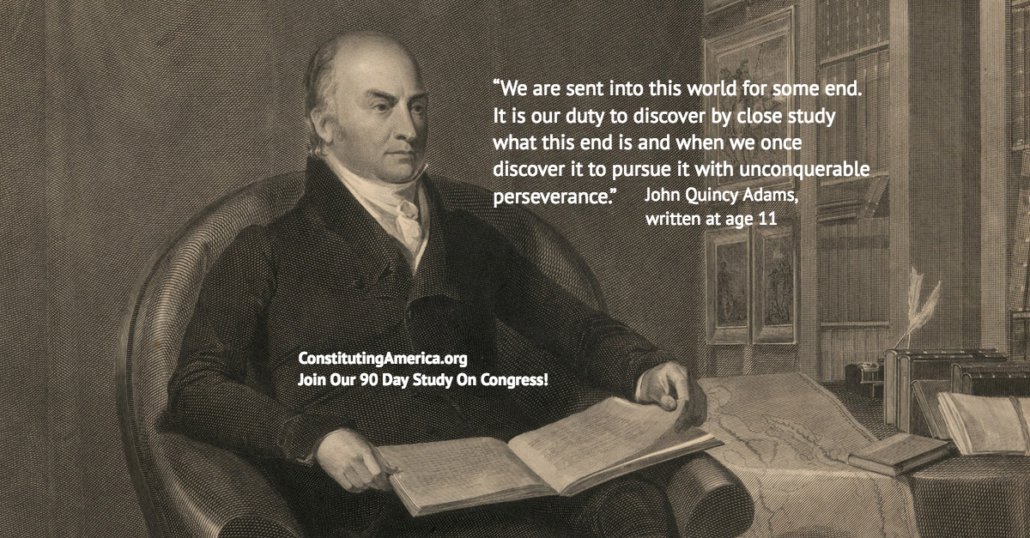 “We are sent into this world for some end.
It is our duty to discover by close study
what this end is and when we once
discover it to pursue it with unconquerable
perseverance.”
John Quincy Adams,
written at age 11
ConstitutingAmerica.org
Join Our 90 Day Study On Congress!